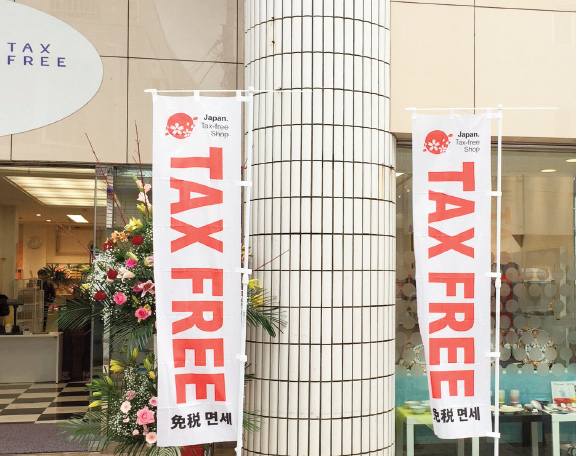 TAX
FREE
Japan.
Tax-free
Shop
TAX FREE
免税 면세
Japan.
Tax-free
Shop
TAX FREE
免税 면세